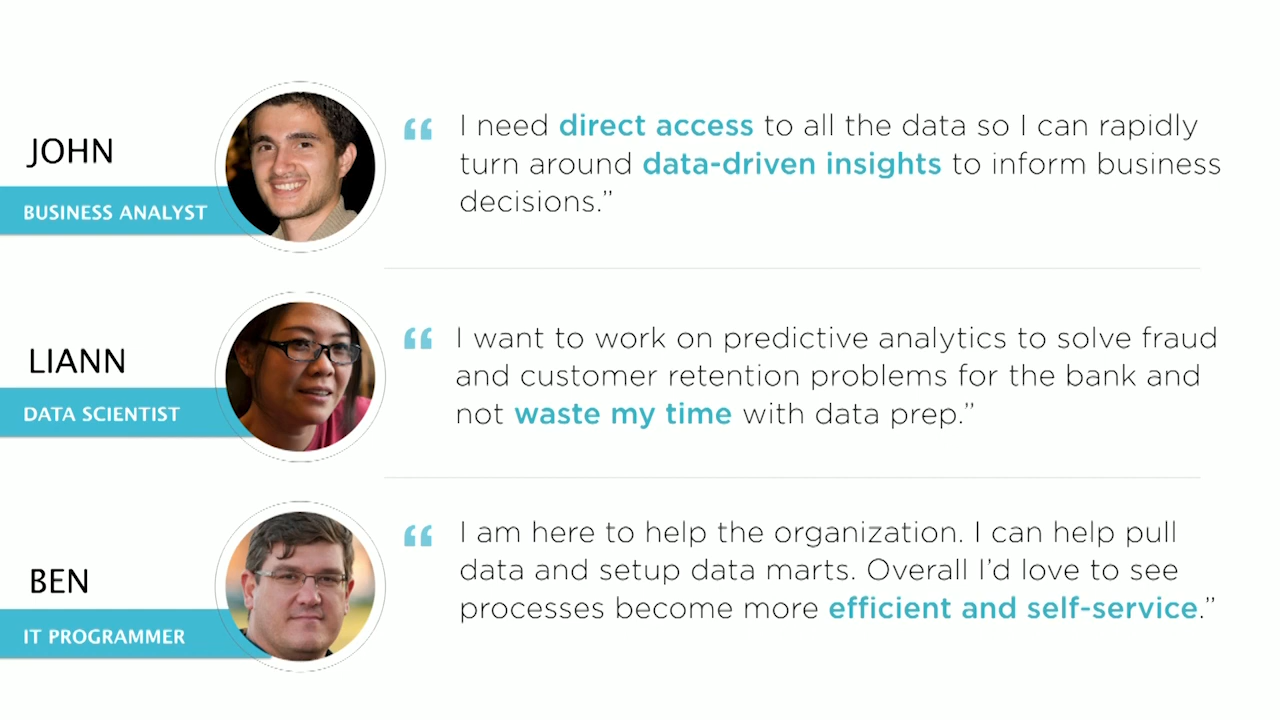 JOHN
BUSINESS ANALYST
“ I need direct access to all the data so I can rapidly
turn around data-driven insights to inform business
decisions.”
LIANN
DATA SCIENTIST
“ I want to work on predictive analytics to solve fraud
and customer retention problems for the bank and
not waste my time with data prep.”
BEN
IT PROGRAMMER
“ I am here to help the organization. I can help pull
data and setup data marts. Overall I’d love to see
processes become more efficient and self-service.”